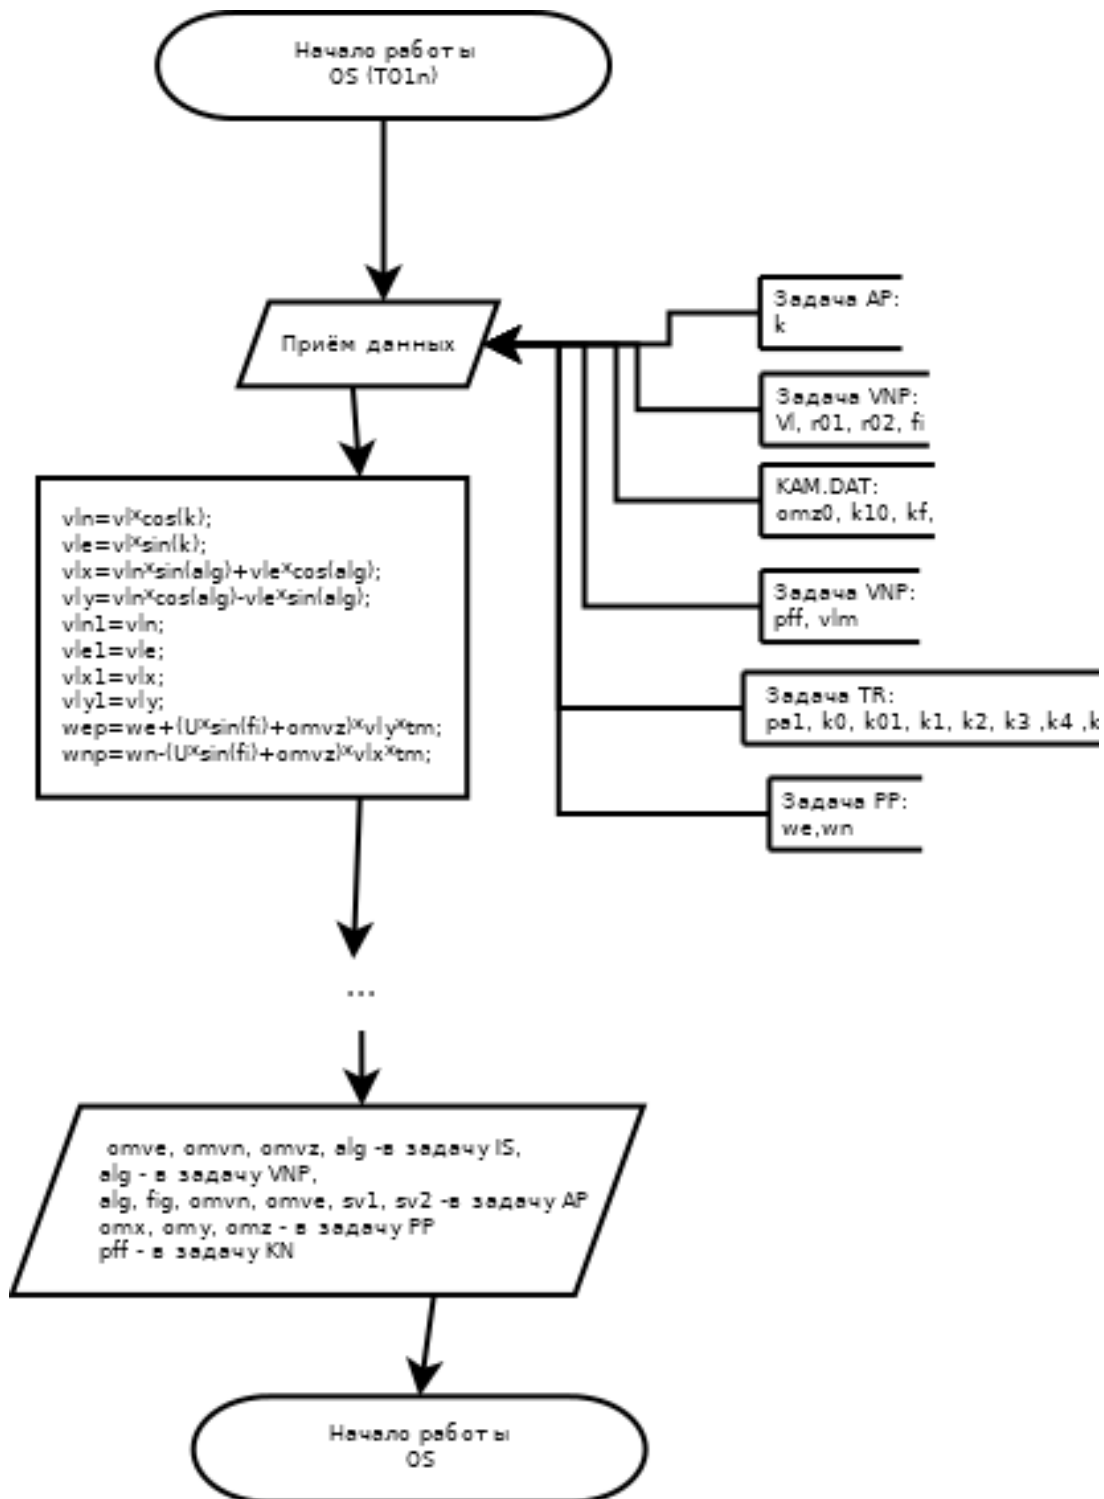 Начало работы
OS (T01n)
Приём данных
Задача AP:
k
Задача VNP:
Vl, r01, r02, fi
KAM.DAT:
omz0, k10, kf,
Задача VNP:
pff, vlm
Задача TR:
pa1, k0, k01, k1, k2, k3 ,k4 ,k
Задача PP:
we,wn
vln=vl*cos(k);
vle=vl*sin(k);
vlx=vln*sin(alg)+vle*cos(alg);
vly=vln*cos(alg)-vle*sin(alg);
vln1=vln;
vle1=vle;
vlx1=vlx;
vly1=vly;
wep=we+(U*sin(fi)+omvz)*vly*tm;
wnp=wn-(U*sin(fi)+omvz)*vlx*tm;
...
omve, omvn, omvz, alg -в задачу IS,
alg - в задачу VNP,
alg, fig, omvn, omve, sv1, sv2 -в задачу AP
omx, omy, omz - в задачу PP
pff - в задачу KN
Начало работы
OS